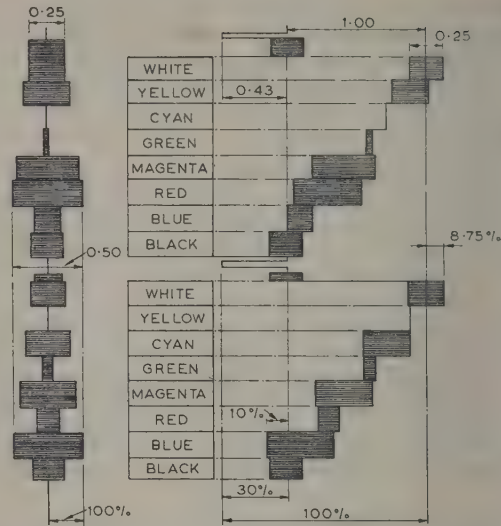 0·25
1·00
0·25
WHITE
YELLOW
0·43
CYAN
GREEN
MAGENTA
RED
BLUE
BLACK
0·50
8·75%
WHITE
YELLOW
CYAN
GREEN
MAGENTA
10%
RED
BLUE
BLACK
30%
100%
100%